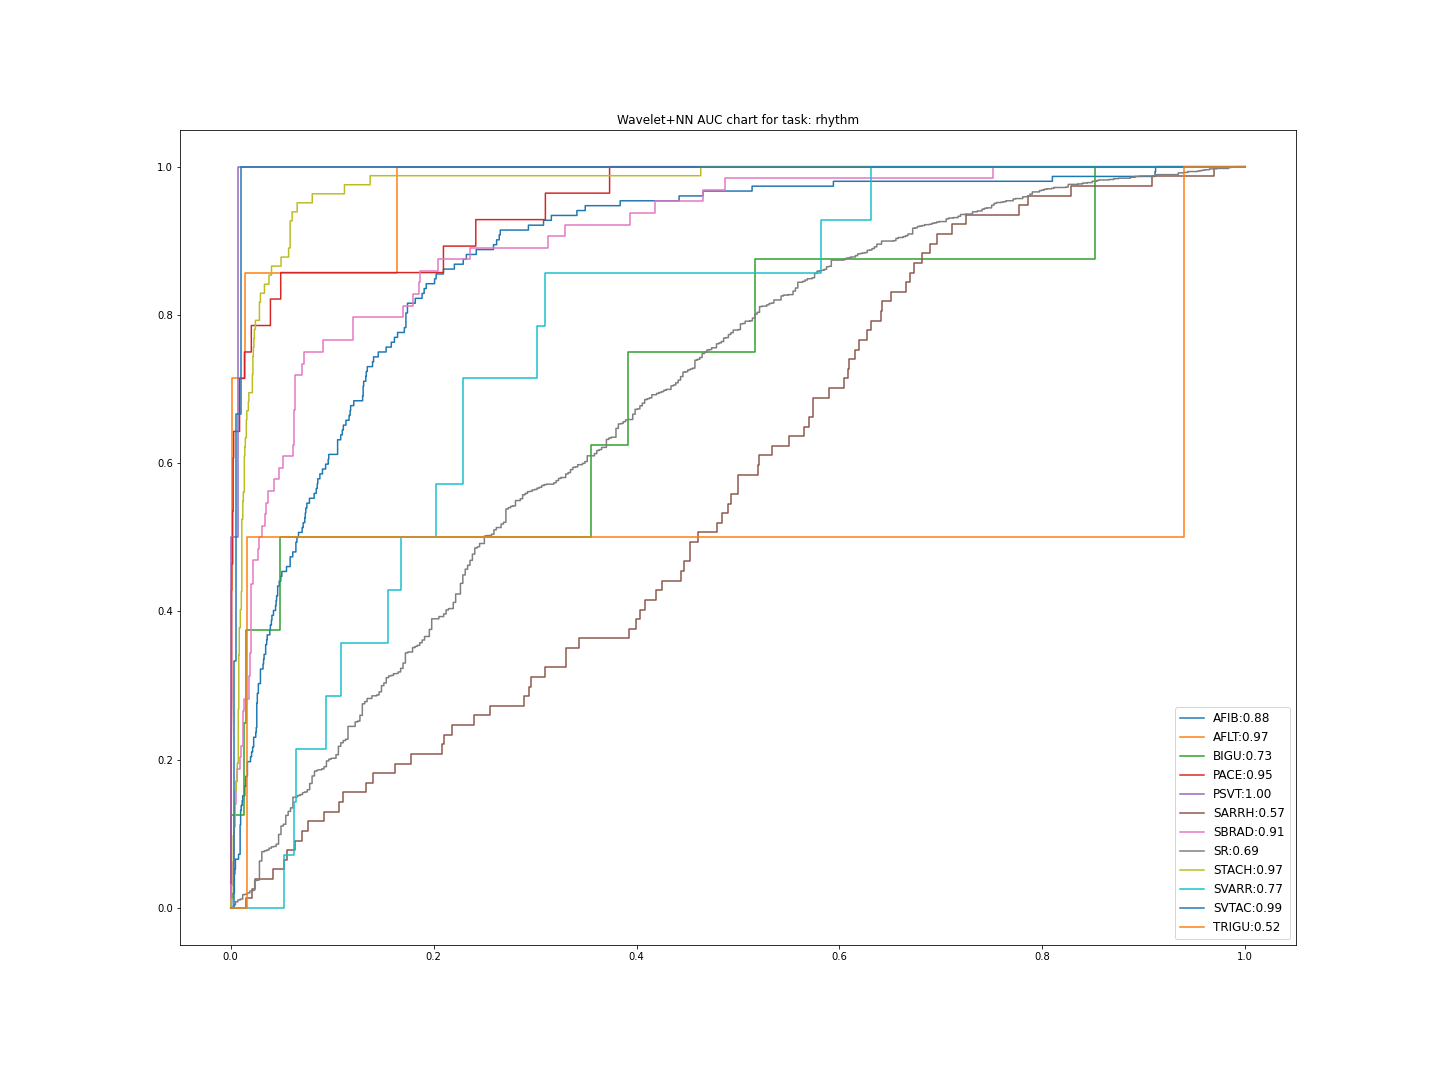 Wavelet+NN AUC chart for task: rhythm
1.0
0.8
0.6
0.4
0.2
0.0
AFIB:0.88
AFLT:0.97
BIGU:0.73
PACE:0.95
PSVT:1.00
SARRH:0.57
SBRAD:0.91
SR:0.69
STACH:0.97
SVARR:0.77
SVTAC:0.99
TRIGU:0.52
0.0 0.2 0.4 0.6 0.8 1.0